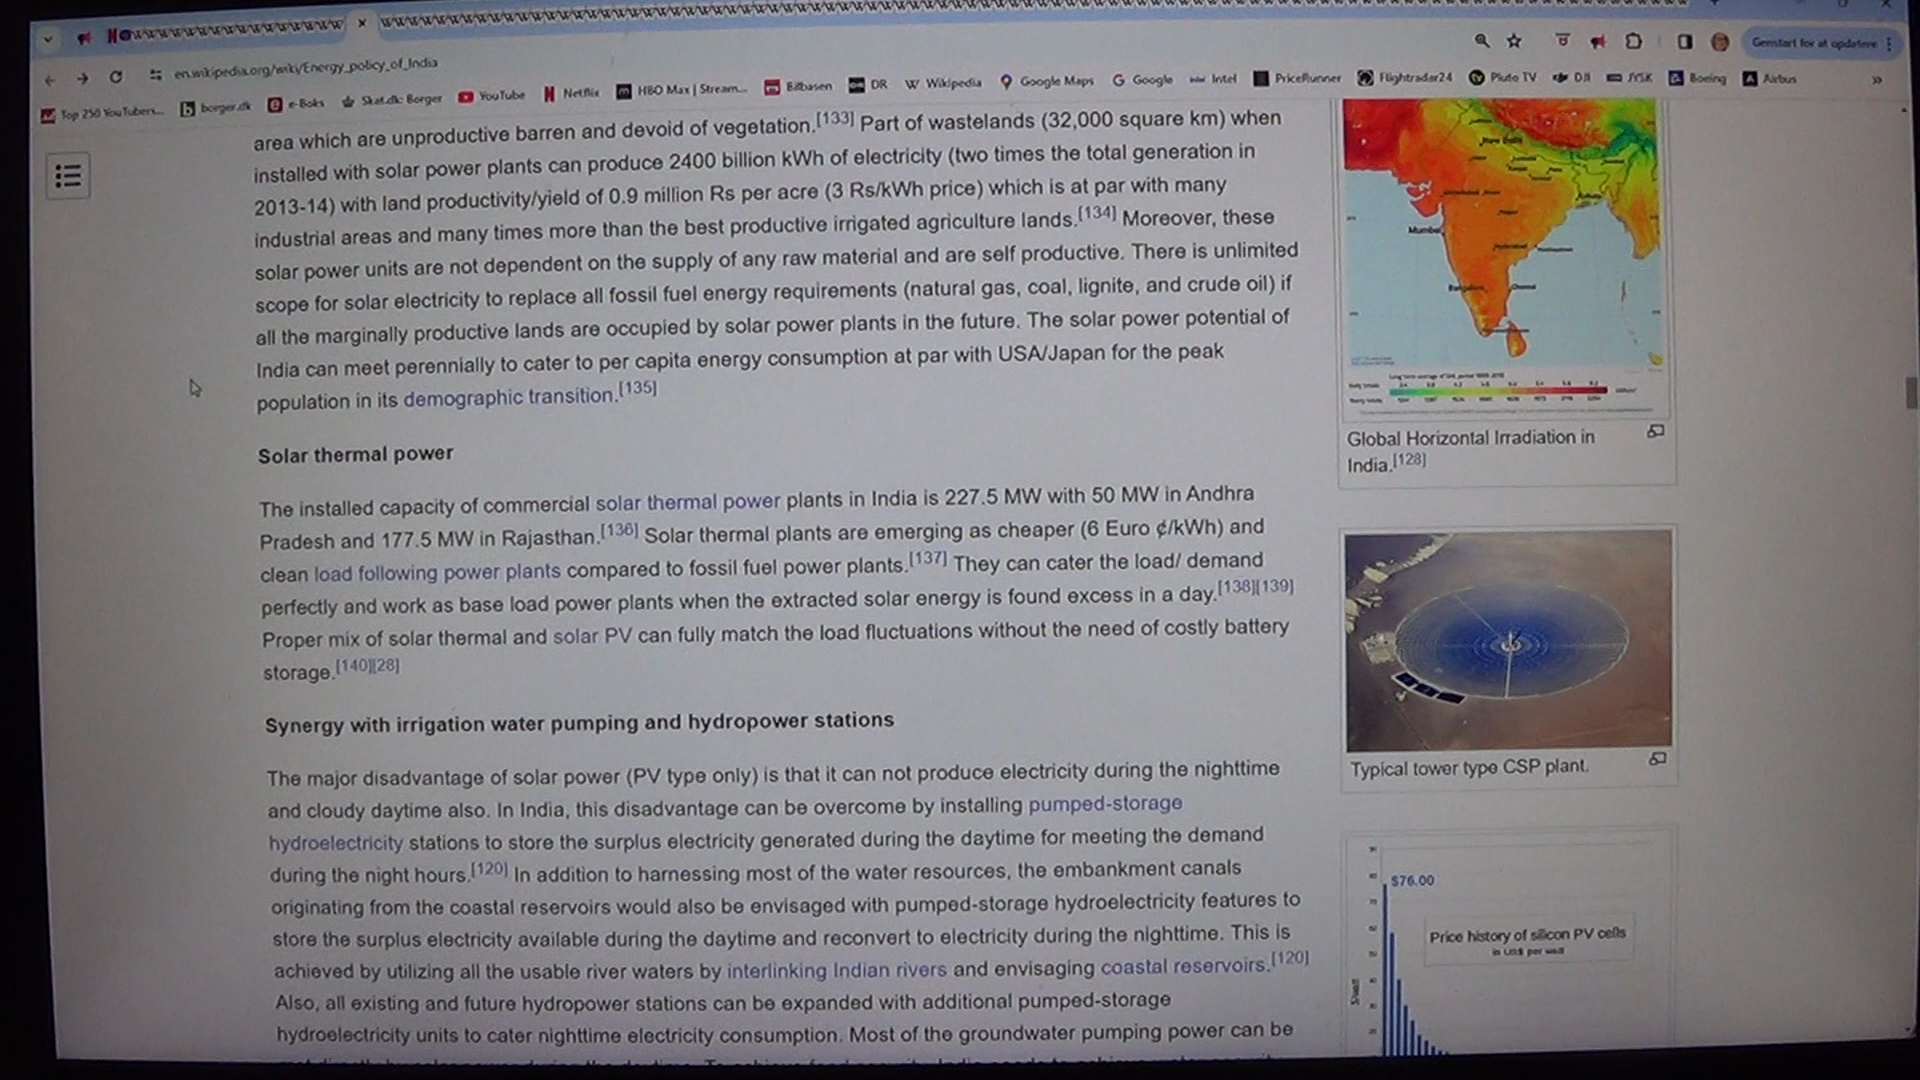 en.wikipedia.org/wiki/Energy_policy_of_India
Genstart for at opdatere
Top 250 YouTubers...
borger.dk
e-Boks
Skat.dk: Borger
YouTube
Netflix
HBO Max | Stream...
Bilbasen
DR
Wikipedia
Google Maps
Google
Intel
PriceRunner
Flightradar24
Pluto TV
DJI
JYSK
Boeing
Airbus
area which are unproductive barren and devoid of vegetation.[133] Part of wastelands (32,000 square km) when
installed with solar power plants can produce 2400 billion kWh of electricity (two times the total generation in
2013-14) with land productivity/yield of 0.9 million Rs per acre (3 Rs/kWh price) which is at par with many
industrial areas and many times more than the best productive irrigated agriculture lands.[134] Moreover, these
solar power units are not dependent on the supply of any raw material and are self productive. There is unlimited
scope for solar electricity to replace all fossil fuel energy requirements (natural gas, coal, lignite, and crude oil) if
all the marginally productive lands are occupied by solar power plants in the future. The solar power potential of
India can meet perennially to cater to per capita energy consumption at par with USA/Japan for the peak
population in its demographic transition.[135]
Solar thermal power
The installed capacity of commercial solar thermal power plants in India is 227.5 MW with 50 MW in Andhra
Pradesh and 177.5 MW in Rajasthan.[136] Solar thermal plants are emerging as cheaper (6 Euro ¢/kWh) and
clean load following power plants compared to fossil fuel power plants.[137] They can cater the load/ demand
perfectly and work as base load power plants when the extracted solar energy is found excess in a day.[138][139]
Proper mix of solar thermal and solar PV can fully match the load fluctuations without the need of costly battery
storage.[140][28]
Synergy with irrigation water pumping and hydropower stations
The major disadvantage of solar power (PV type only) is that it can not produce electricity during the nighttime
and cloudy daytime also. In India, this disadvantage can be overcome by installing pumped-storage
hydroelectricity stations to store the surplus electricity generated during the daytime for meeting the demand
during the night hours.[120] In addition to harnessing most of the water resources, the embankment canals
originating from the coastal reservoirs would also be envisaged with pumped-storage hydroelectricity features to
store the surplus electricity available during the daytime and reconvert to electricity during the nighttime. This is
achieved by utilizing all the usable river waters by interlinking Indian rivers and envisaging coastal reservoirs.[120]
Also, all existing and future hydropower stations can be expanded with additional pumped-storage
hydroelectricity units to cater nighttime electricity consumption. Most of the groundwater pumping power can be
New Delhi
Mumbai
Hyderabad
Chennai
Global Horizontal Irradiation in
India.[128]
Typical tower type CSP plant.
$76.00
Price history of silicon PV cells
in US$ per watt
$/watt